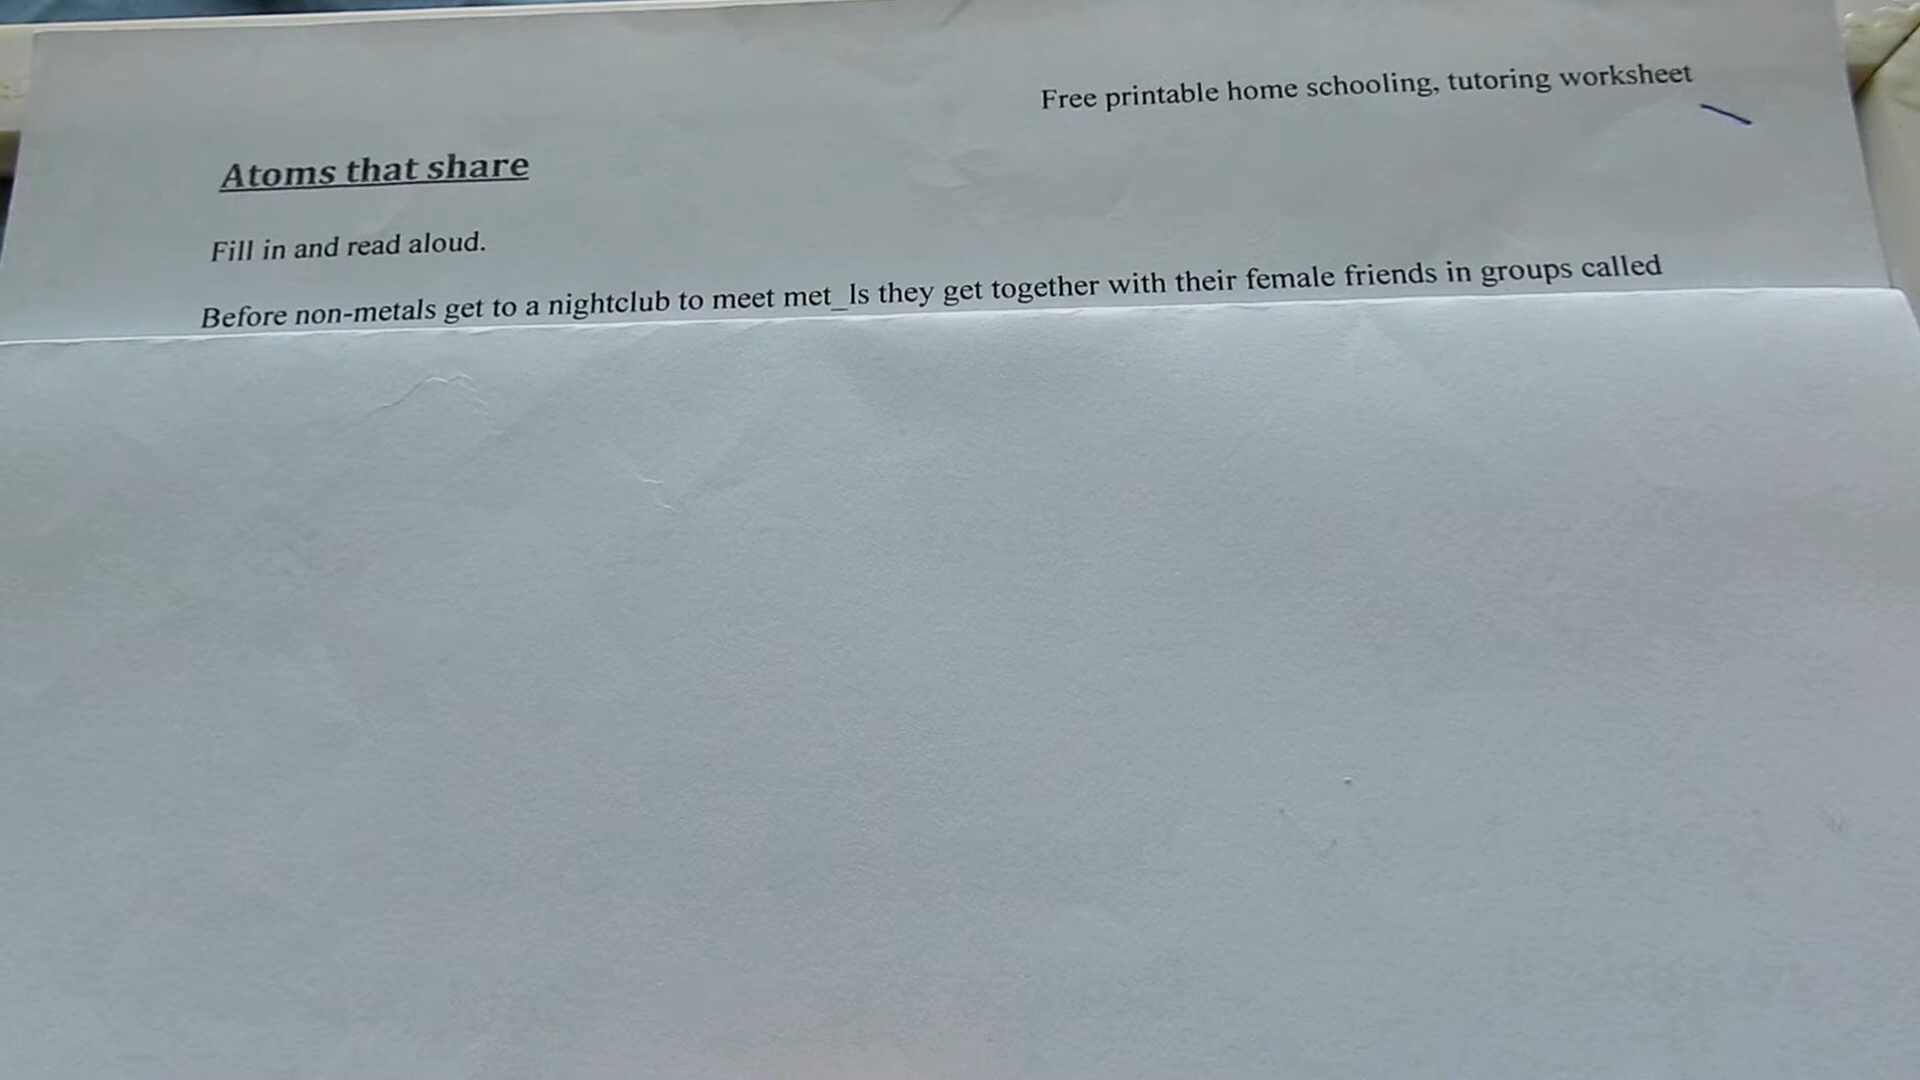 Free printable home schooling, tutoring worksheet
Atoms that share
Fill in and read aloud.
Before non-metals get to a nightclub to meet met_ls they get together with their female friends in groups called